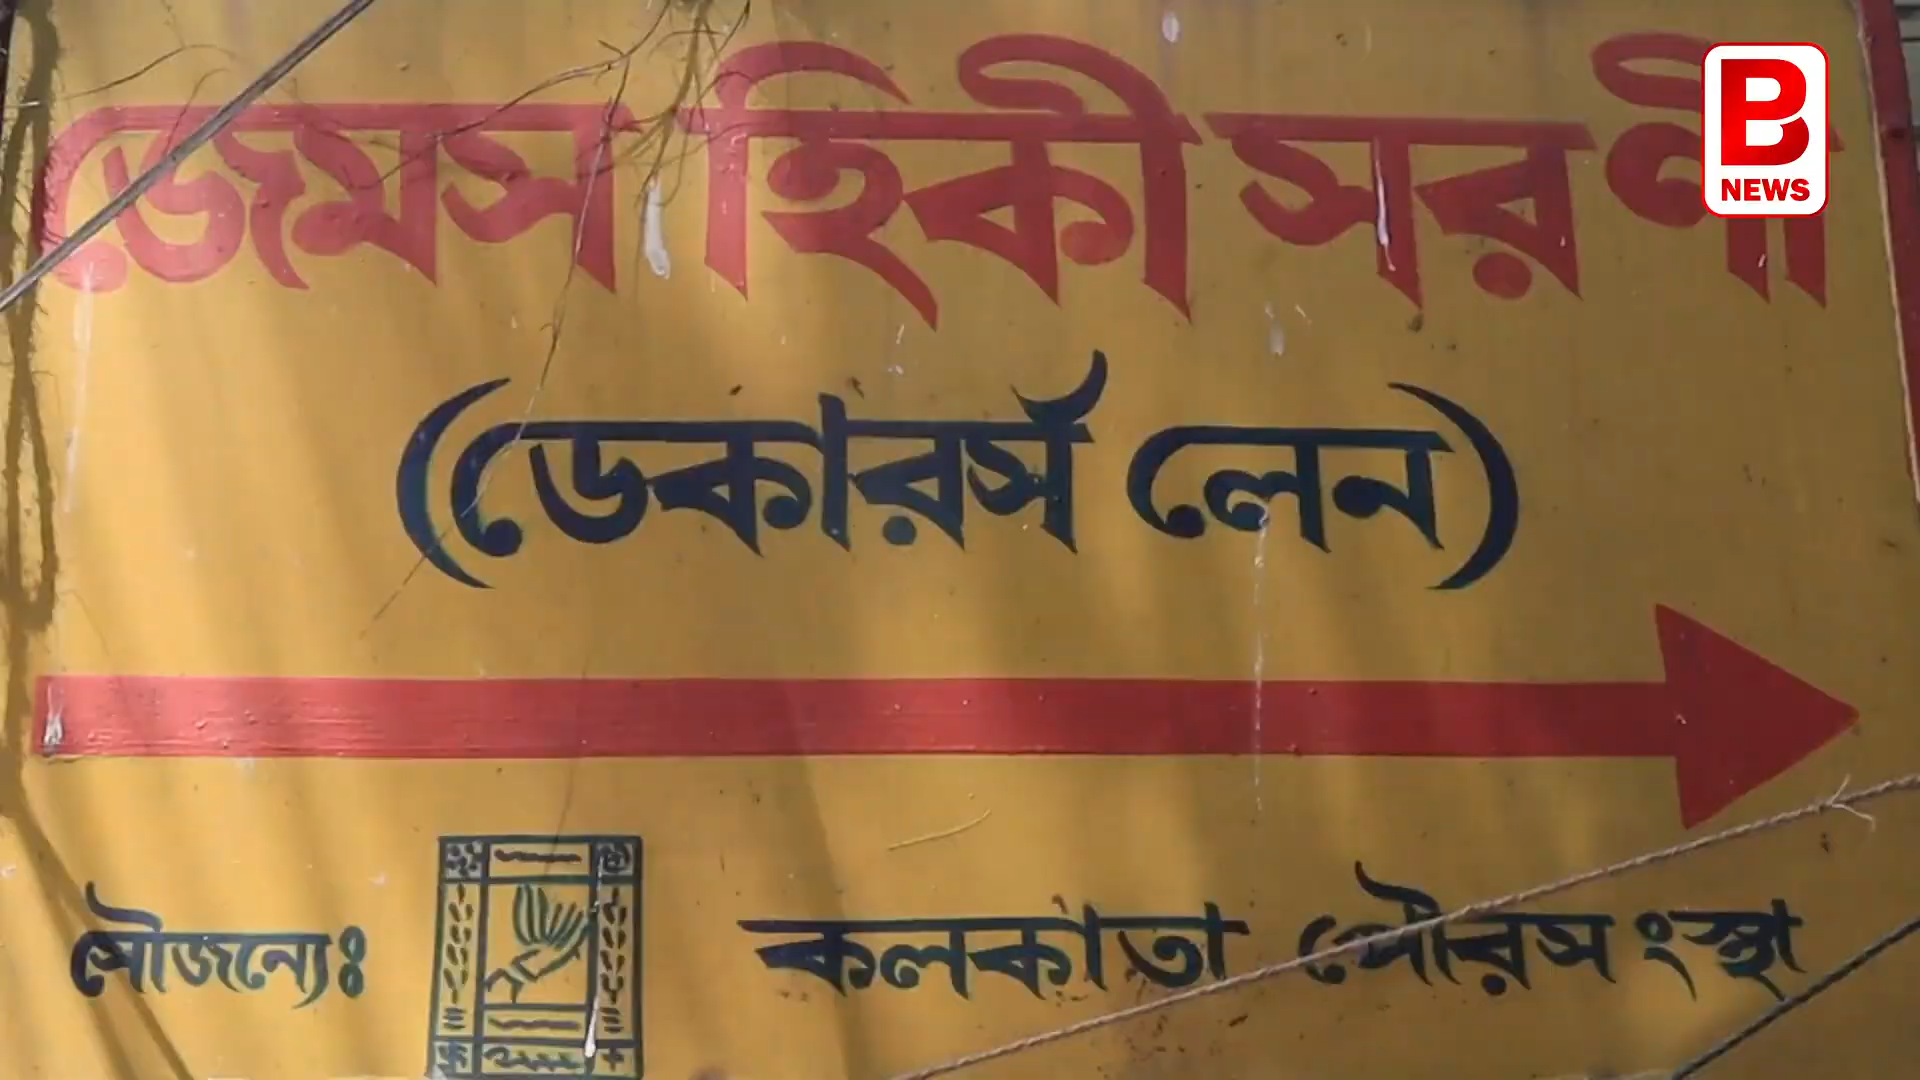 জেমস হিকী সরণী
B
NEWS
(ডেকারর্স লেন)
সৌজন্যেঃ
কলকাতা পৌরসংস্থা